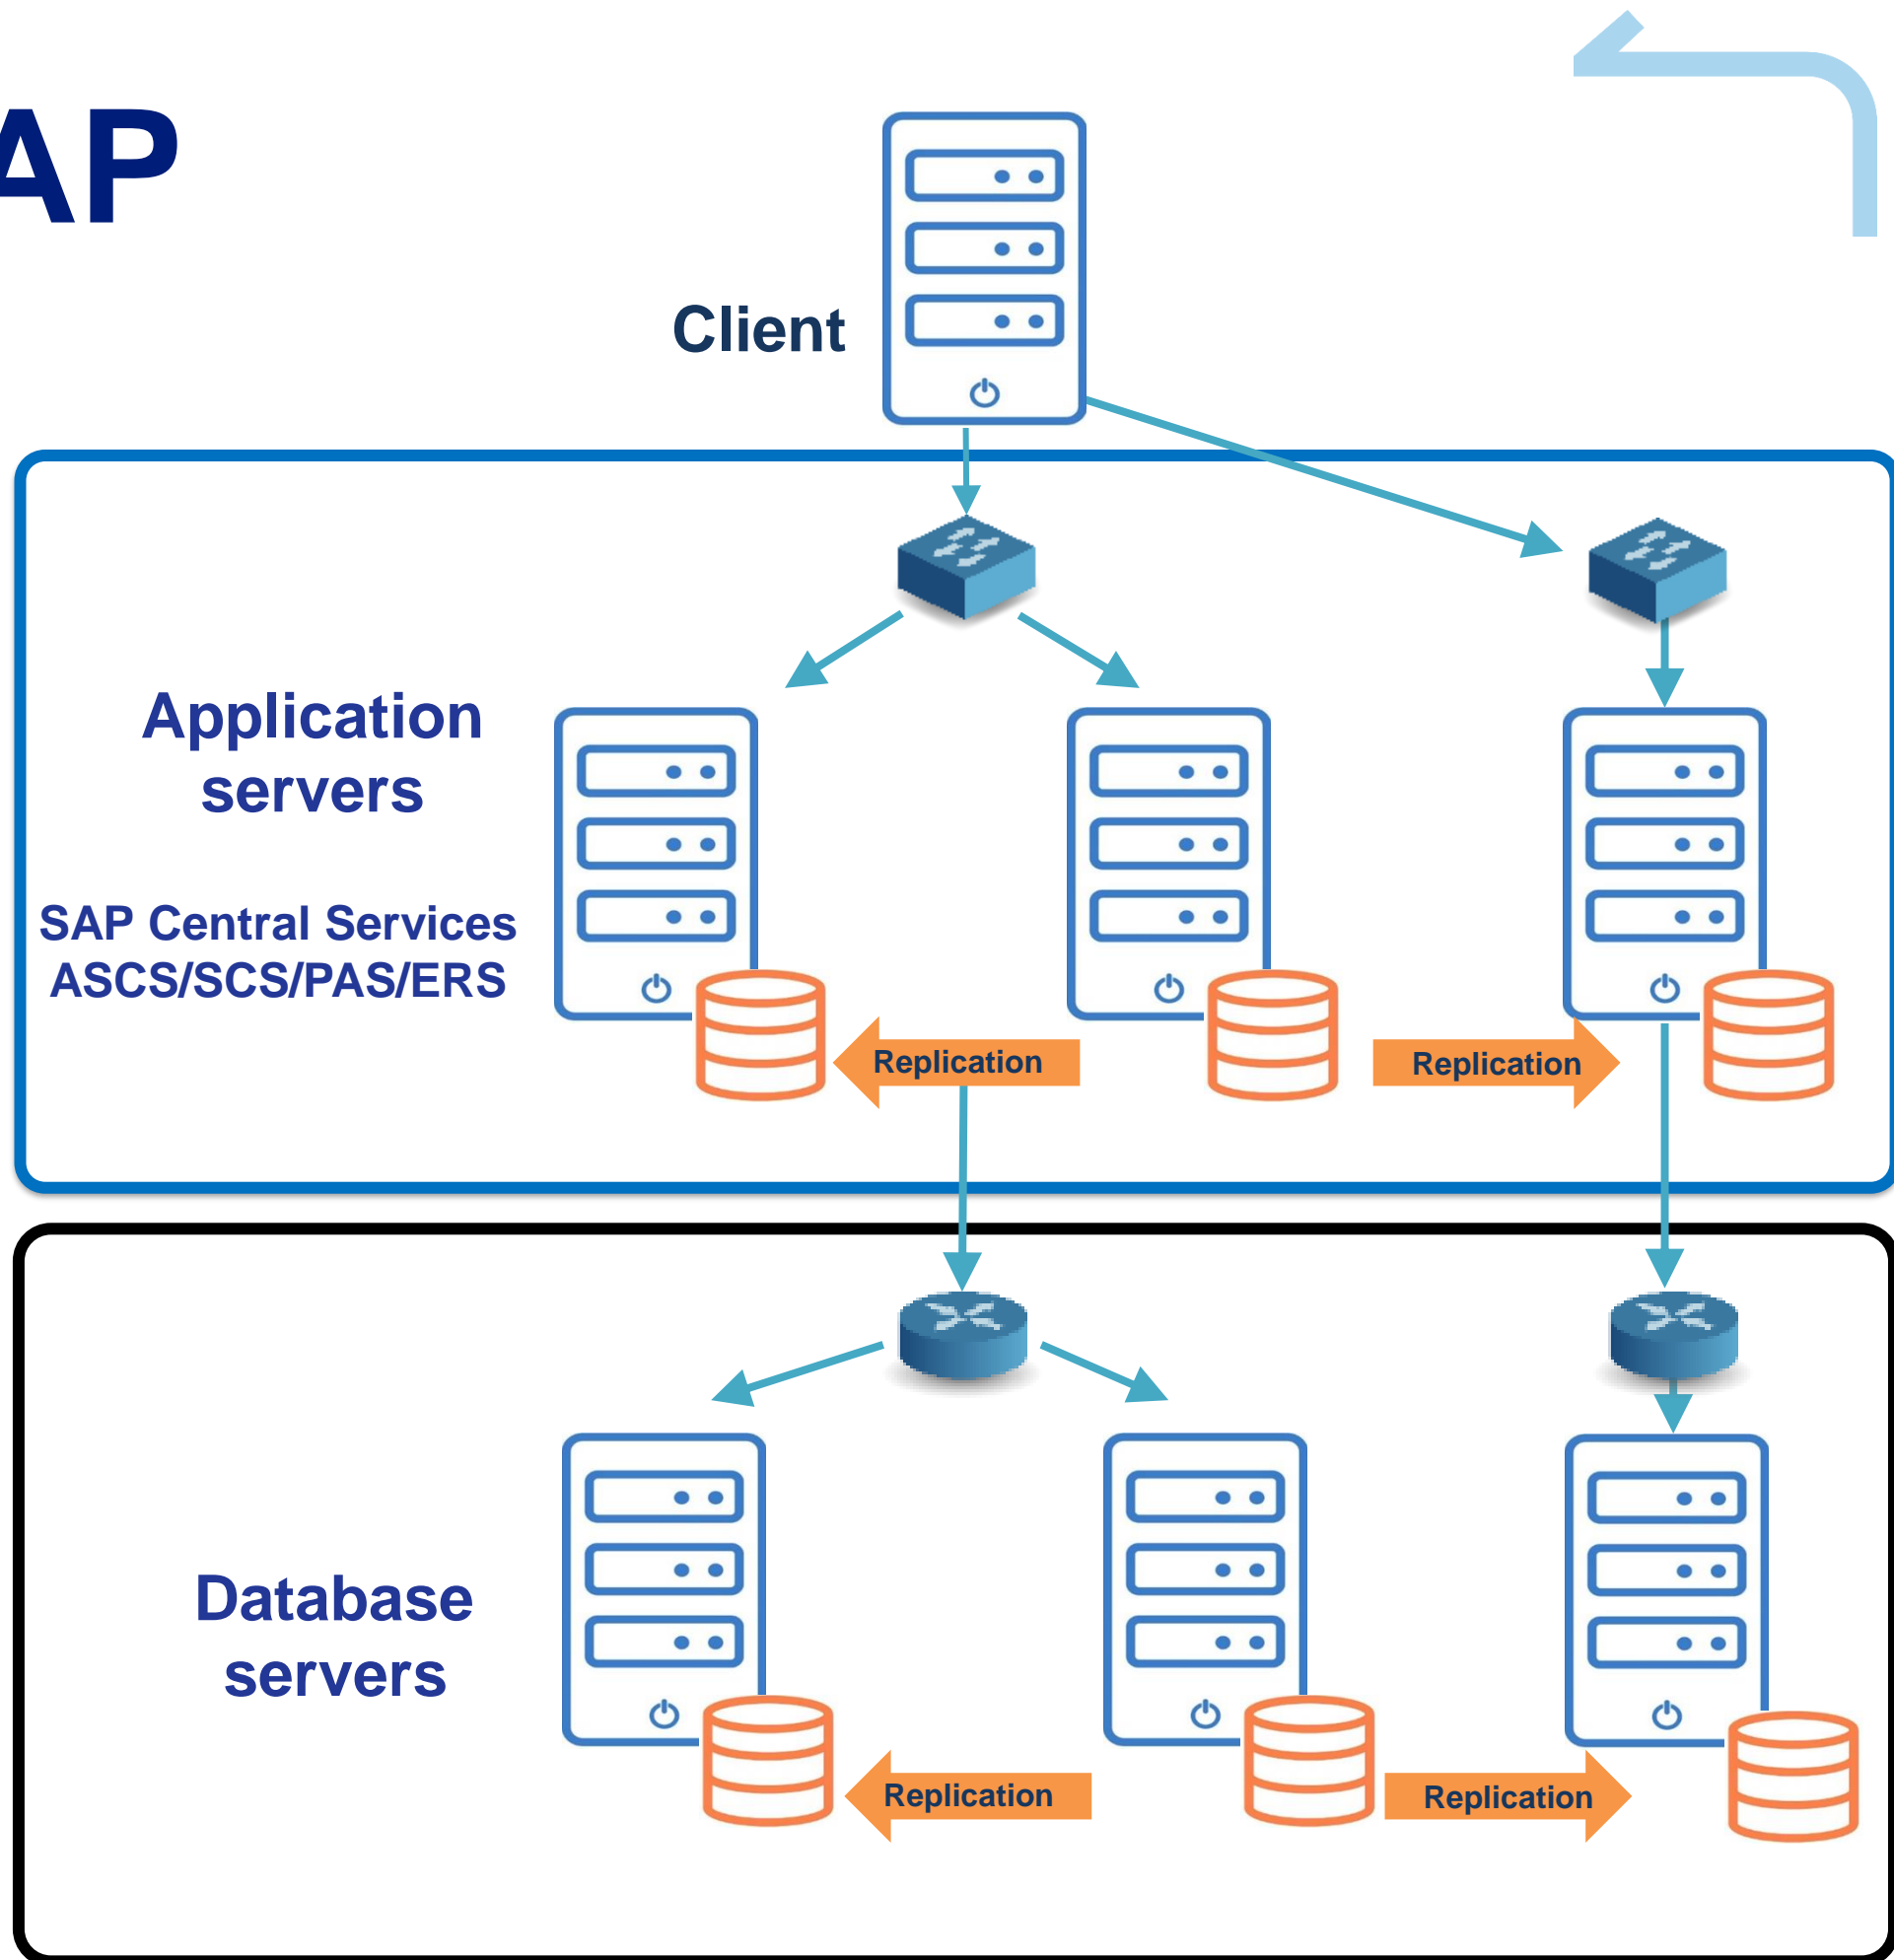 AP
Client
Application
servers
SAP Central Services
ASCS/SCS/PAS/ERS
Replication
Replication
Database
servers
Replication
Replication